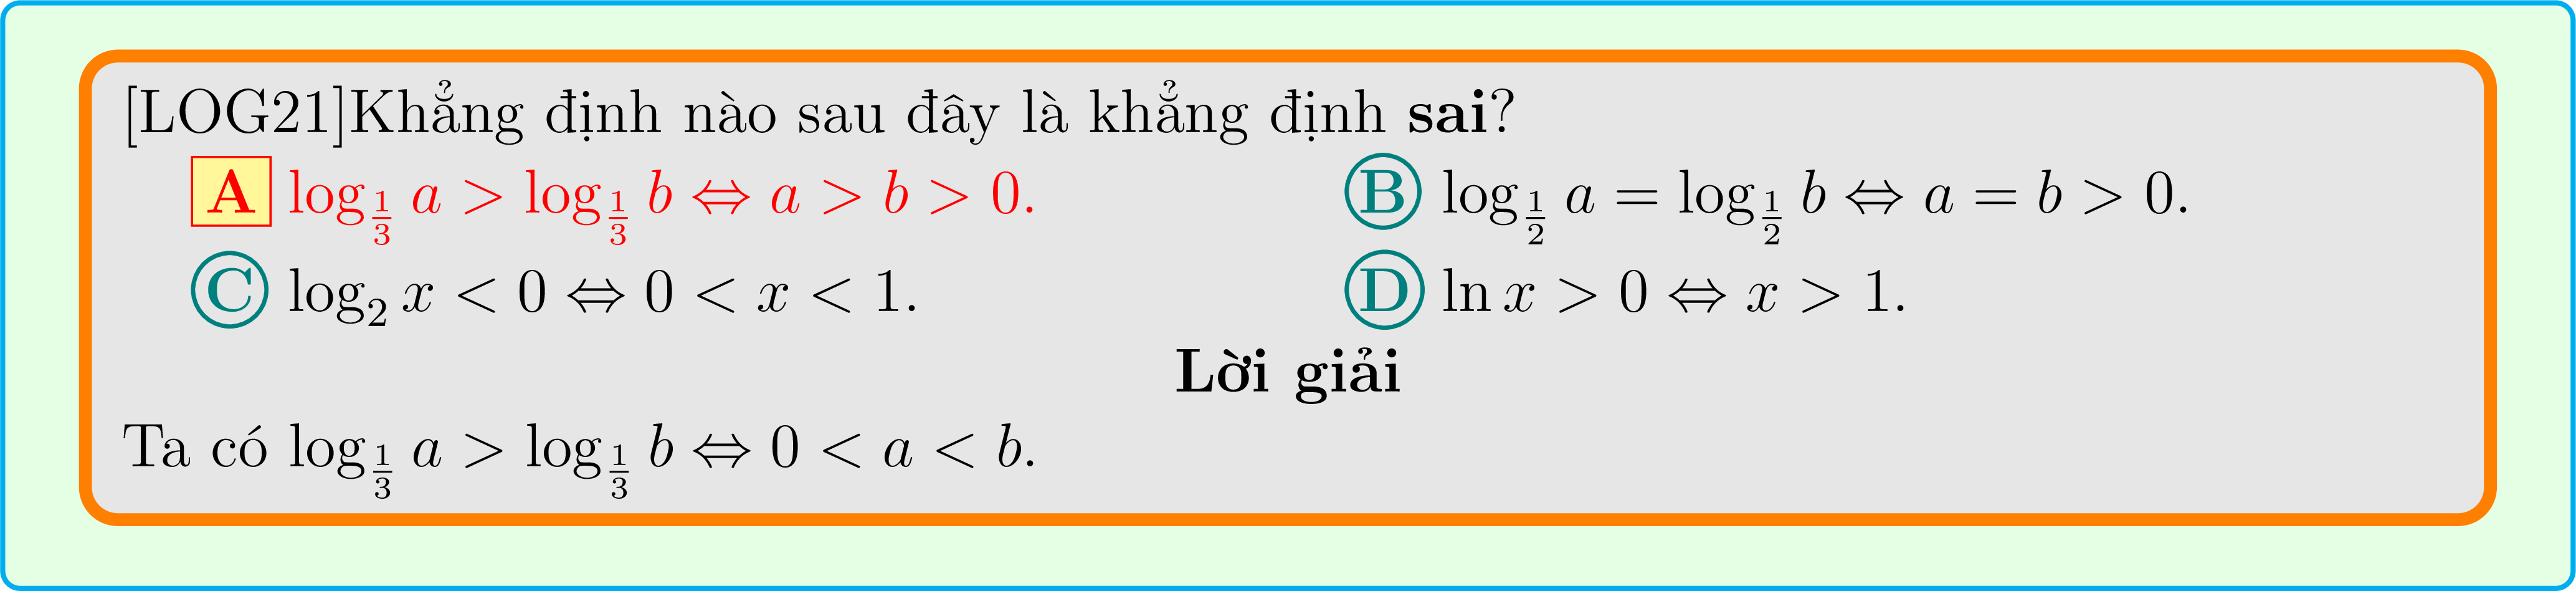 [LOG21]Khẳng định nào sau đây là khẳng định sai?
A $\log_{\frac{1}{3}} a > \log_{\frac{1}{3}} b \Leftrightarrow a > b > 0.$ B $\log_{\frac{1}{2}} a = \log_{\frac{1}{2}} b \Leftrightarrow a = b > 0.$
C $\log_2 x < 0 \Leftrightarrow 0 < x < 1.$ D $\ln x > 0 \Leftrightarrow x > 1.$
Lời giải
Ta có $\log_{\frac{1}{3}} a > \log_{\frac{1}{3}} b \Leftrightarrow 0 < a < b.$